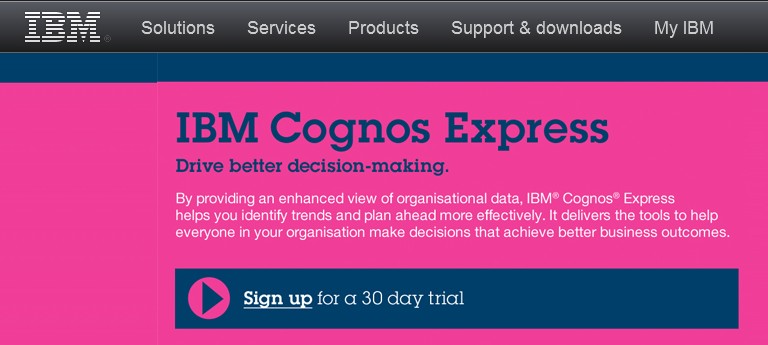 IBM® Solutions Services Products Support & downloads My IBM
IBM Cognos Express
Drive better decision-making.
By providing an enhanced view of organisational data, IBM® Cognos® Express
helps you identify trends and plan ahead more effectively. It delivers the tools to help
everyone in your organisation make decisions that achieve better business outcomes.
Sign up for a 30 day trial